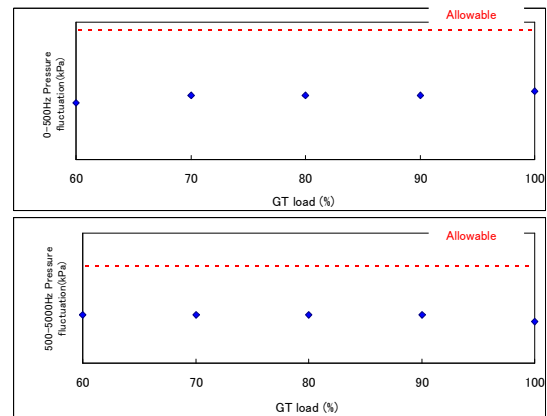 Allowable
0-500Hz Pressure
fluctuation(kPa)
60 70 80 90 100
GT load (%)
Allowable
500-5000Hz Pressure
fluctuation(kPa)
60 70 80 90 100
GT load (%)